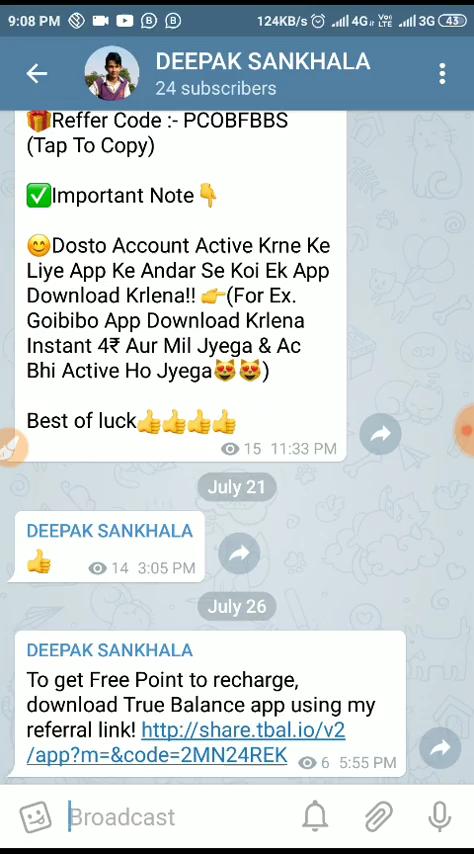 9:08 PM 124KB/s 4G Vo LTE 3G 43
DEEPAK SANKHALA
24 subscribers
🎁Reffer Code :- PCOBFBBS
(Tap To Copy)
✅Important Note👇
😊Dosto Account Active Krne Ke
Liye App Ke Andar Se Koi Ek App
Download Krlena!! 👉(For Ex.
Goibibo App Download Krlena
Instant 4₹ Aur Mil Jyega & Ac
Bhi Active Ho Jyega😻😻)
Best of luck👍👍👍👍
15 11:33 PM
July 21
DEEPAK SANKHALA
👍 14 3:05 PM
July 26
DEEPAK SANKHALA
To get Free Point to recharge,
download True Balance app using my
referral link! http://share.tbal.io/v2
/app?m=&code=2MN24REK 6 5:55 PM
Broadcast